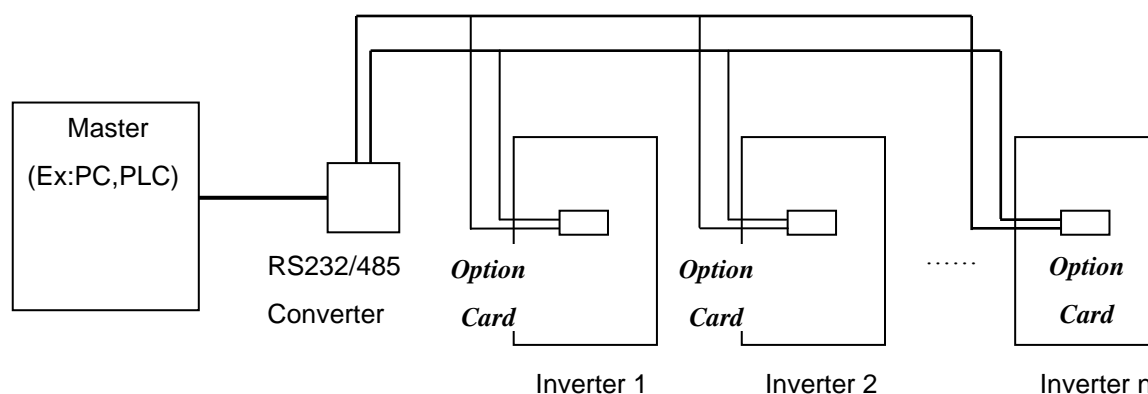 Master
(Ex:PC,PLC)
RS232/485
Converter
Option
Card
Option
Card
......
Option
Card
Inverter 1
Inverter 2
Inverter n